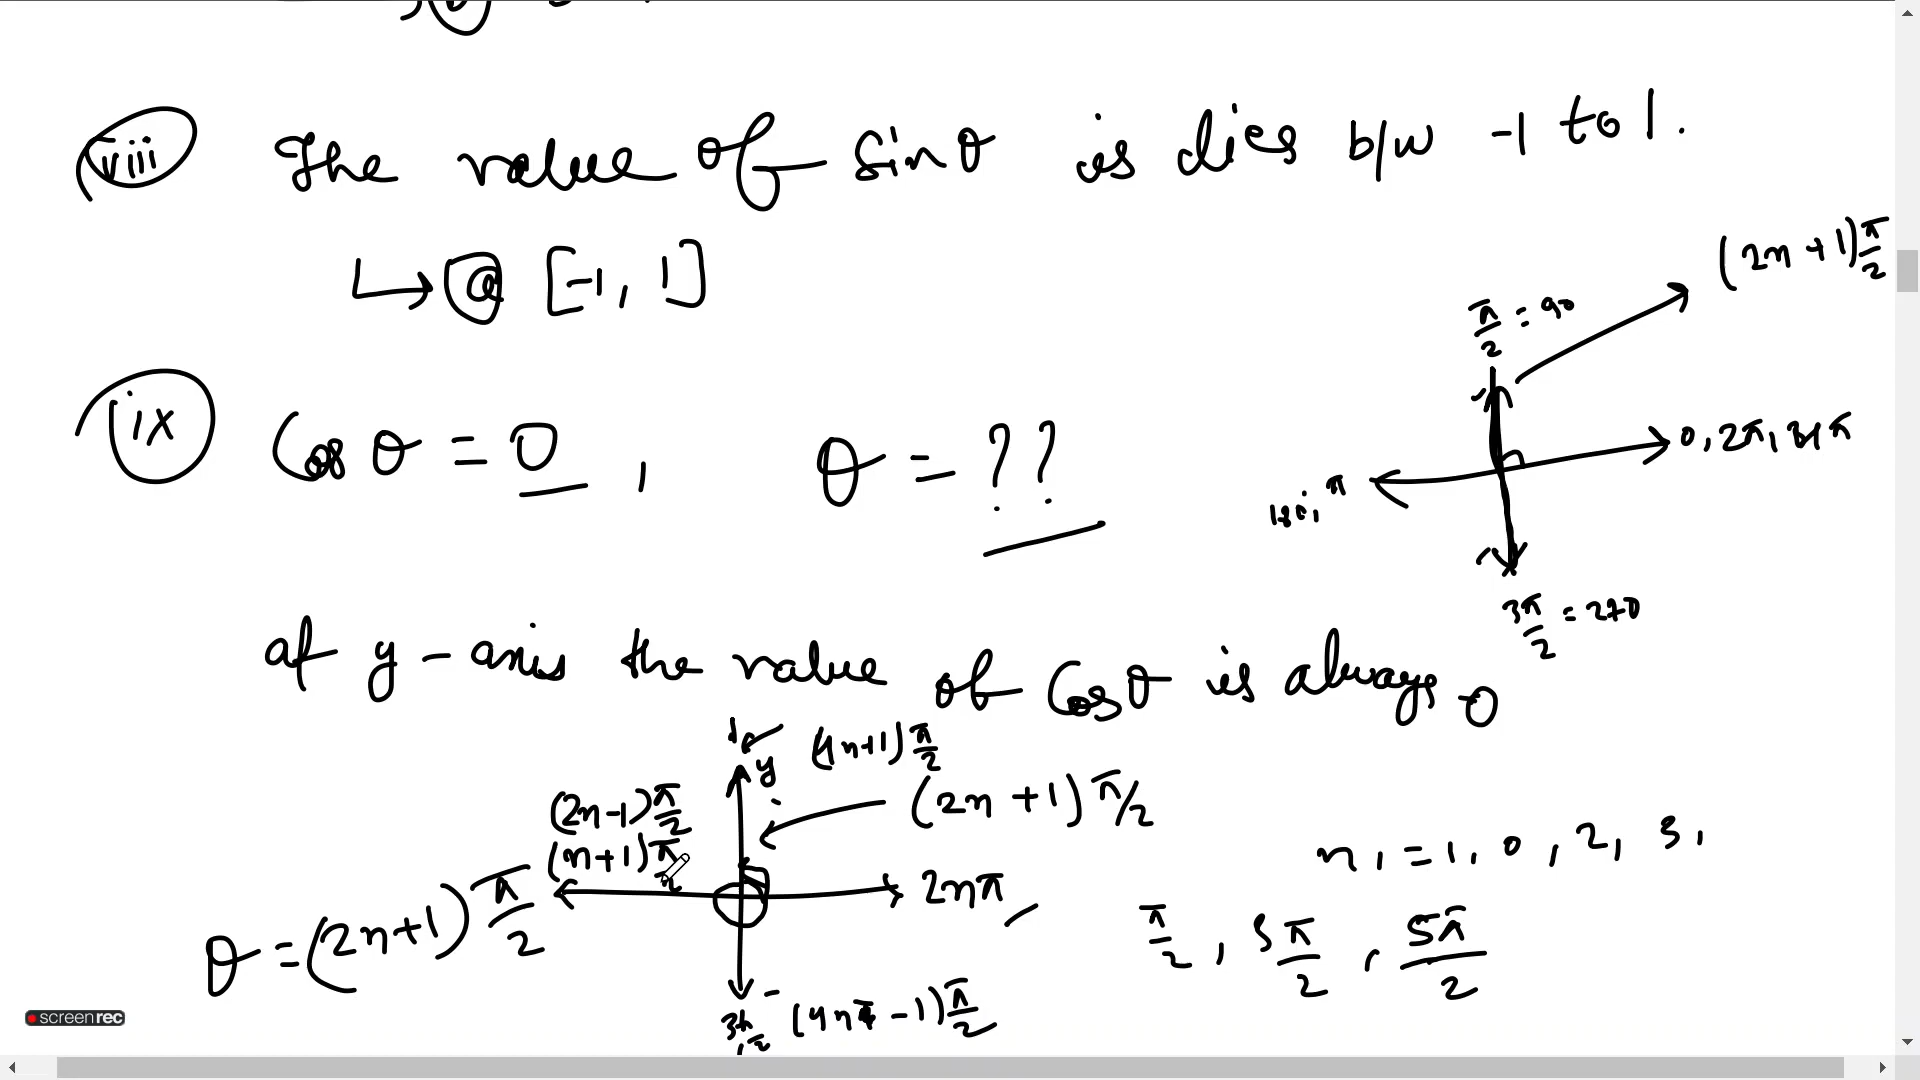 viii The value of sinθ is dies b/w -1 to 1.
↳ [-1, 1]
(2n + 1)π/2
π/2 = 90
ix Cos θ = 0 , θ = ??
0, 2π,
180, π
3π/2 = 270
at y-axis the value of Cosθ is always 0
y (4n+1)π/2
(2n-1)π/2
(2n + 1)π/2
(n+1)π/2
n, = 1, 0, 2, 3,
2nπ
θ = (2n+1)π/2
π/2, 3π/2, 5π/2
3π/2 (4n - 1)π/2
screenrec